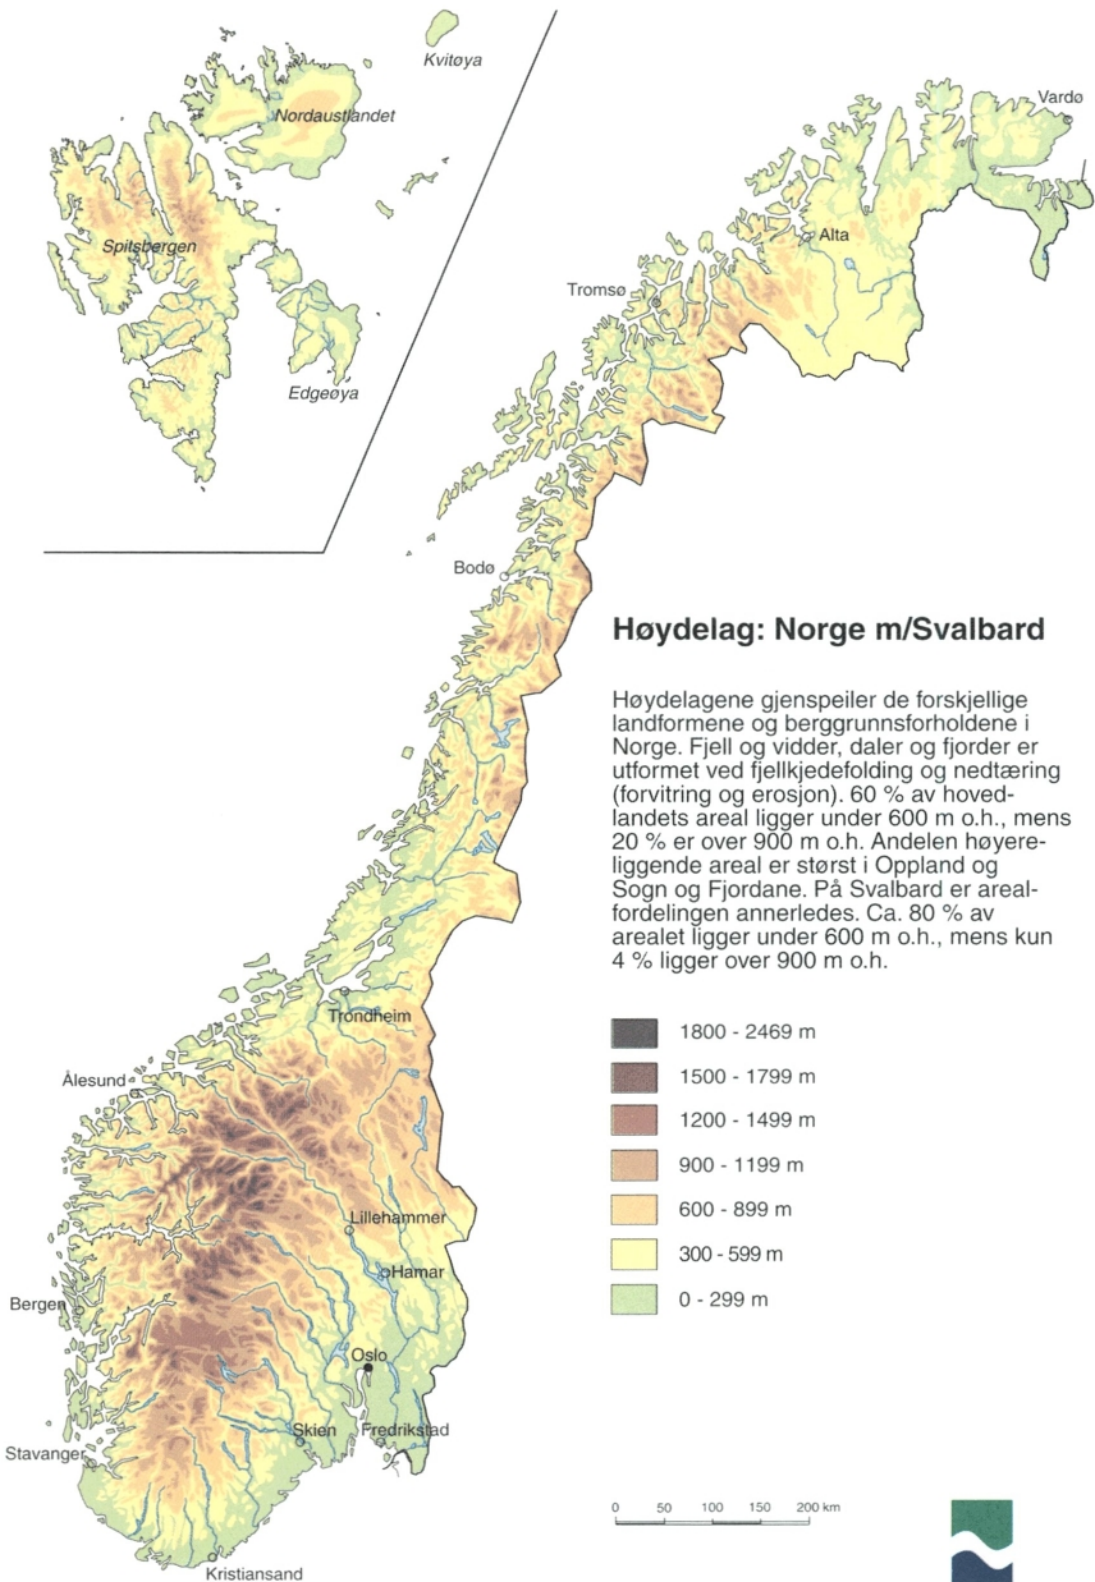 Kvitøya
Nordaustlandet
Spitsbergen
Edgeøya
Vardø
Alta
Tromsø
Bodø
Høydelag: Norge m/Svalbard
Høydelagene gjenspeiler de forskjellige
landformene og berggrunnsforholdene i
Norge. Fjell og vidder, daler og fjorder er
utformet ved fjellkjedefolding og nedtæring
(forvitring og erosjon). 60 % av hoved-
landets areal ligger under 600 m o.h., mens
20 % er over 900 m o.h. Andelen høyere-
liggende areal er størst i Oppland og
Sogn og Fjordane. På Svalbard er areal-
fordelingen annerledes. Ca. 80 % av
arealet ligger under 600 m o.h., mens kun
4 % ligger over 900 m o.h.
Trondheim
Ålesund
Lillehammer
Hamar
Bergen
Oslo
Skien
Fredrikstad
Stavanger
Kristiansand
1800 - 2469 m
1500 - 1799 m
1200 - 1499 m
900 - 1199 m
600 - 899 m
300 - 599 m
0 - 299 m
0 50 100 150 200 km